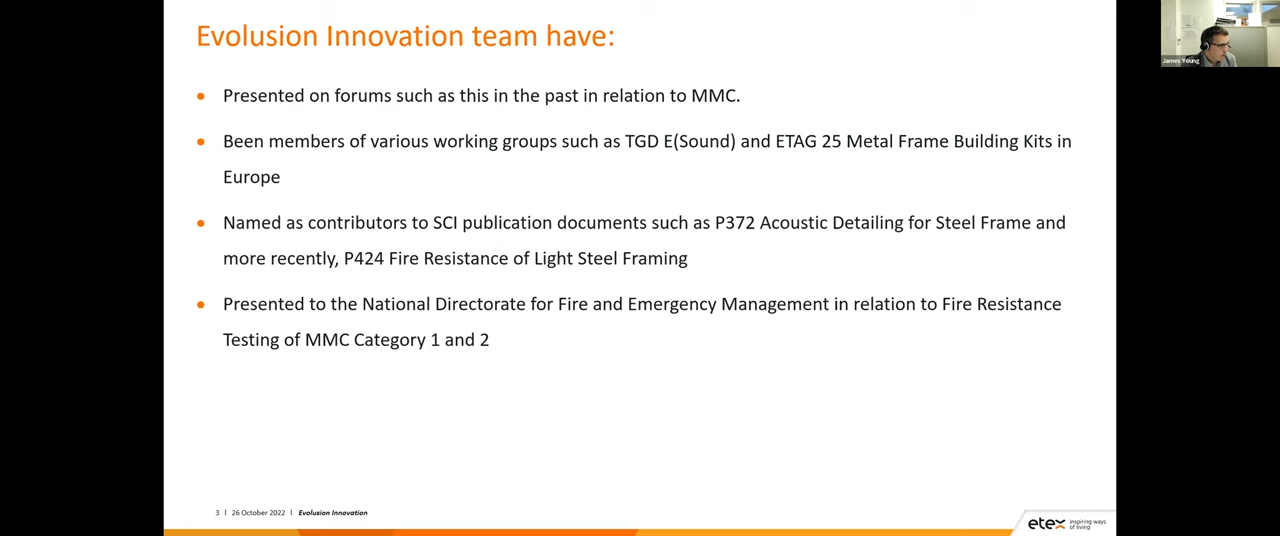 Evolusion Innovation team have:
James Young
• Presented on forums such as this in the past in relation to MMC.
• Been members of various working groups such as TGD E(Sound) and ETAG 25 Metal Frame Building Kits in
Europe
• Named as contributors to SCI publication documents such as P372 Acoustic Detailing for Steel Frame and
more recently, P424 Fire Resistance of Light Steel Framing
• Presented to the National Directorate for Fire and Emergency Management in relation to Fire Resistance
Testing of MMC Category 1 and 2
3 | 26 October 2022 | Evolusion Innovation
etex inspiring ways
of living